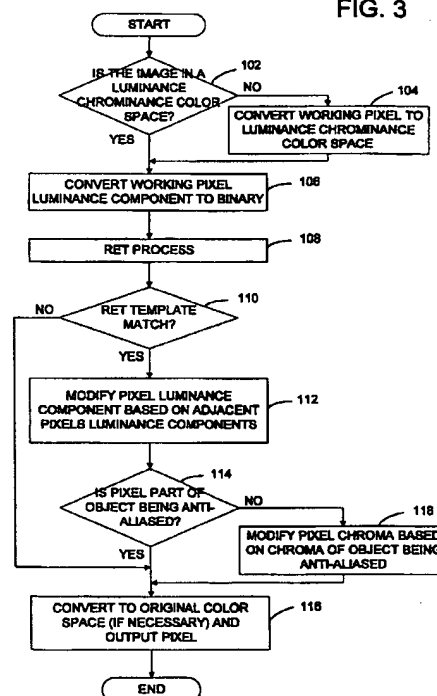 FIG. 3
START
IS THE IMAGE IN A
LUMINANCE
CHROMINANCE COLOR
SPACE?
102
NO
YES
104
CONVERT WORKING PIXEL TO
LUMINANCE CHROMINANCE
COLOR SPACE
CONVERT WORKING PIXEL
LUMINANCE COMPONENT TO BINARY
106
RET PROCESS
108
RET TEMPLATE
MATCH?
110
NO
YES
MODIFY PIXEL LUMINANCE
COMPONENT BASED ON ADJACENT
PIXELS LUMINANCE COMPONENTS
112
IS PIXEL PART OF
OBJECT BEING ANTI-
ALIASED?
114
NO
YES
118
MODIFY PIXEL CHROMA BASED
ON CHROMA OF OBJECT BEING
ANTI-ALIASED
CONVERT TO ORIGINAL COLOR
SPACE (IF NECESSARY) AND
OUTPUT PIXEL
116
END